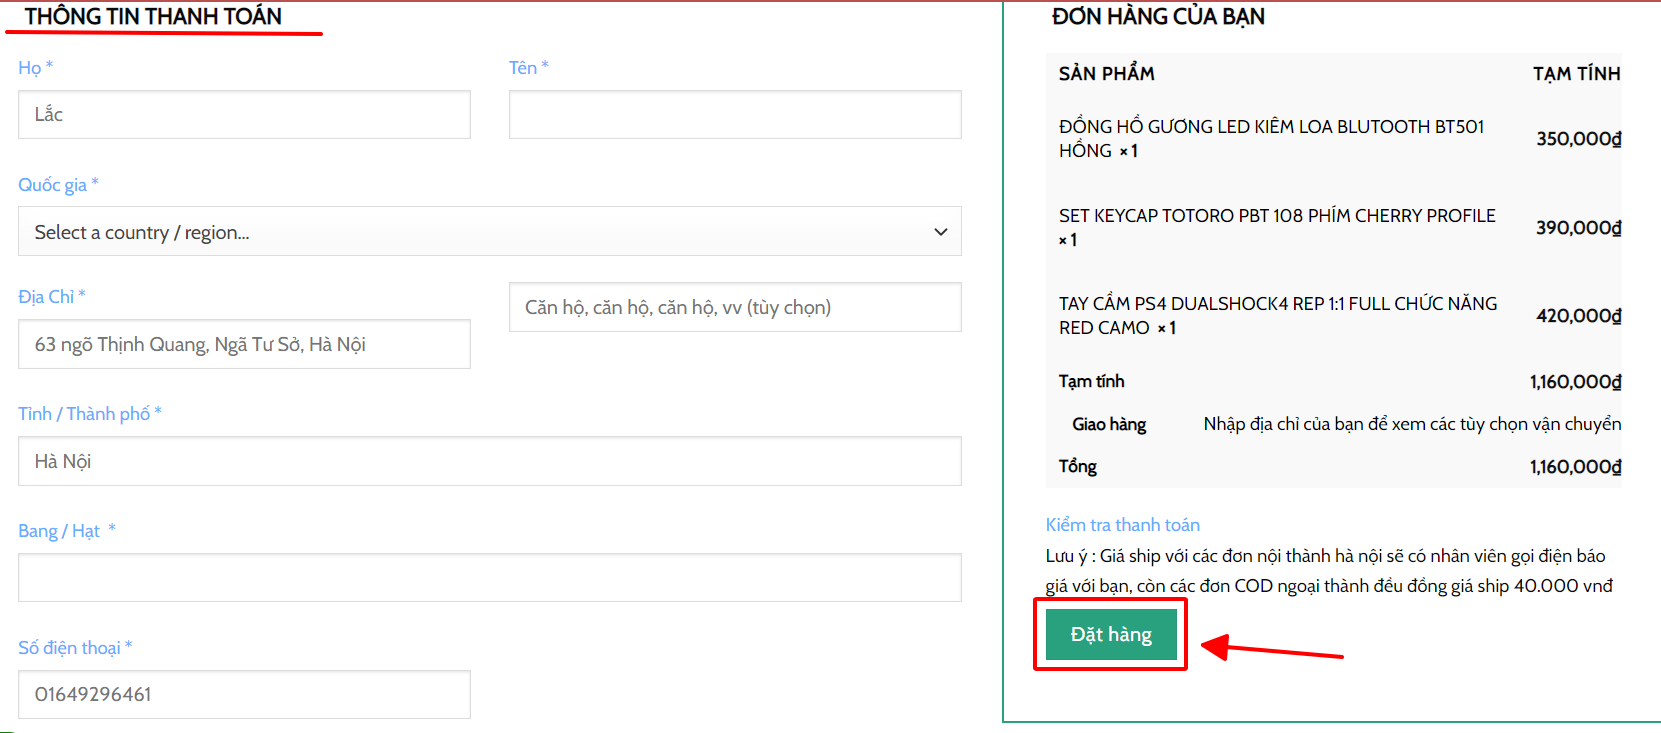 THÔNG TIN THANH TOÁN
Họ *
Tên *
Lắc
Quốc gia *
Select a country / region...
Địa Chỉ *
Căn hộ, căn hộ, căn hộ, vv (tùy chọn)
63 ngõ Thịnh Quang, Ngã Tư Sở, Hà Nội
Tỉnh / Thành phố *
Hà Nội
Bang / Hạt *
Số điện thoại *
01649296461
ĐƠN HÀNG CỦA BẠN
SẢN PHẨM TẠM TÍNH
ĐỒNG HỒ GƯƠNG LED KIÊM LOA BLUTOOTH BT501
HỒNG × 1
350,000₫
SET KEYCAP TOTORO PBT 108 PHÍM CHERRY PROFILE
× 1
390,000₫
TAY CẦM PS4 DUALSHOCK4 REP 1:1 FULL CHỨC NĂNG
RED CAMO × 1
420,000₫
Tạm tính 1,160,000₫
Giao hàng Nhập địa chỉ của bạn để xem các tùy chọn vận chuyển
Tổng 1,160,000₫
Kiểm tra thanh toán
Lưu ý : Giá ship với các đơn nội thành hà nội sẽ có nhân viên gọi điện báo
giá với bạn, còn các đơn COD ngoại thành đều đồng giá ship 40.000 vnđ
Đặt hàng